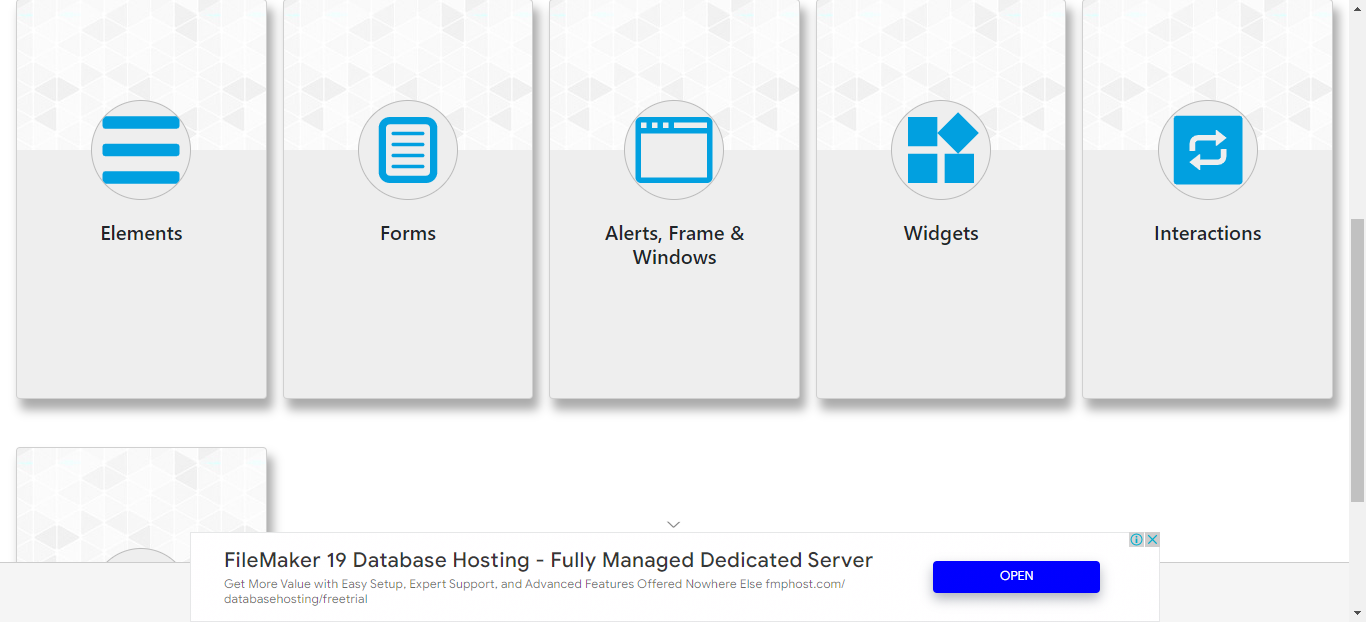 Elements
Forms
Alerts, Frame &
Windows
Widgets
Interactions
FileMaker 19 Database Hosting - Fully Managed Dedicated Server
Get More Value with Easy Setup, Expert Support, and Advanced Features Offered Nowhere Else fmphost.com/
databasehosting/freetrial
OPEN